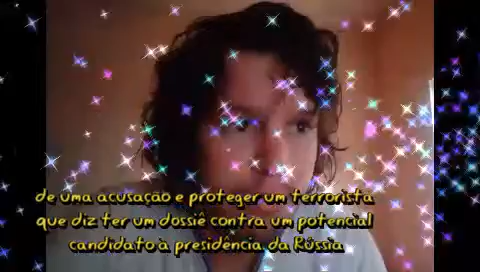 de uma acusação e proteger um terrorista
que diz ter um dossiê contra um potencial
candidato à presidência da Rússia